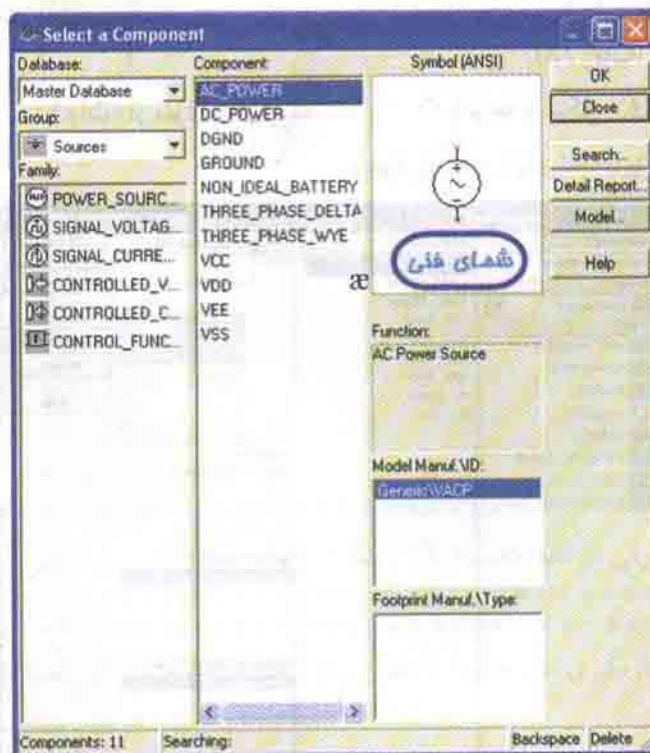 Select a Component
Database:
Master Database
Group:
Sources
Family:
POWER_SOURC...
SIGNAL_VOLTAG...
SIGNAL_CURRE...
CONTROLLED_V...
CONTROLLED_C...
CONTROL_FUNC...
Component:
AC_POWER
DC_POWER
DGND
GROUND
NON_IDEAL_BATTERY
THREE_PHASE_DELTA
THREE_PHASE_WYE
VCC
VDD
VEE
VSS
æ
Symbol (ANSI)
شمای فنی
Function:
AC Power Source
Model Manuf.\ID:
Generic\VACP
Footprint Manuf.\Type:
OK
Close
Search...
Detail Report...
Model...
Help
Components: 11
Searching:
Backspace
Delete